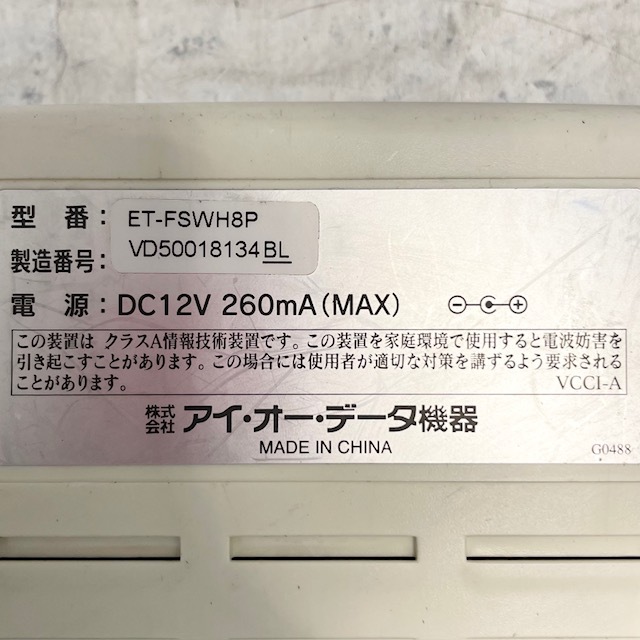 型 番： ET-FSWH8P
製造番号： VD50018134BL
電 源： DC12V 260mA(MAX)
この装置は クラスA情報技術装置です。この装置を家庭環境で使用すると電波妨害を
引き起こすことがあります。この場合には使用者が適切な対策を講ずるよう要求される
ことがあります。 VCCI-A
株式会社 アイ・オー・データ機器
MADE IN CHINA
G0488